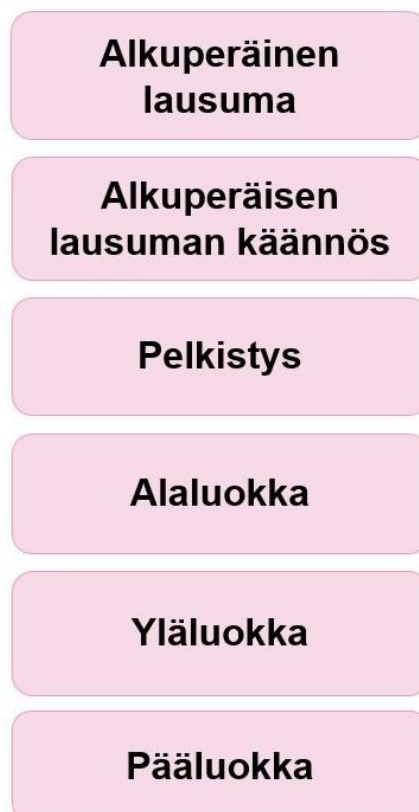 Alkuperäinen
lausuma
Alkuperäisen
lausuman käännös
Pelkistys
Alaluokka
Yläluokka
Pääluokka